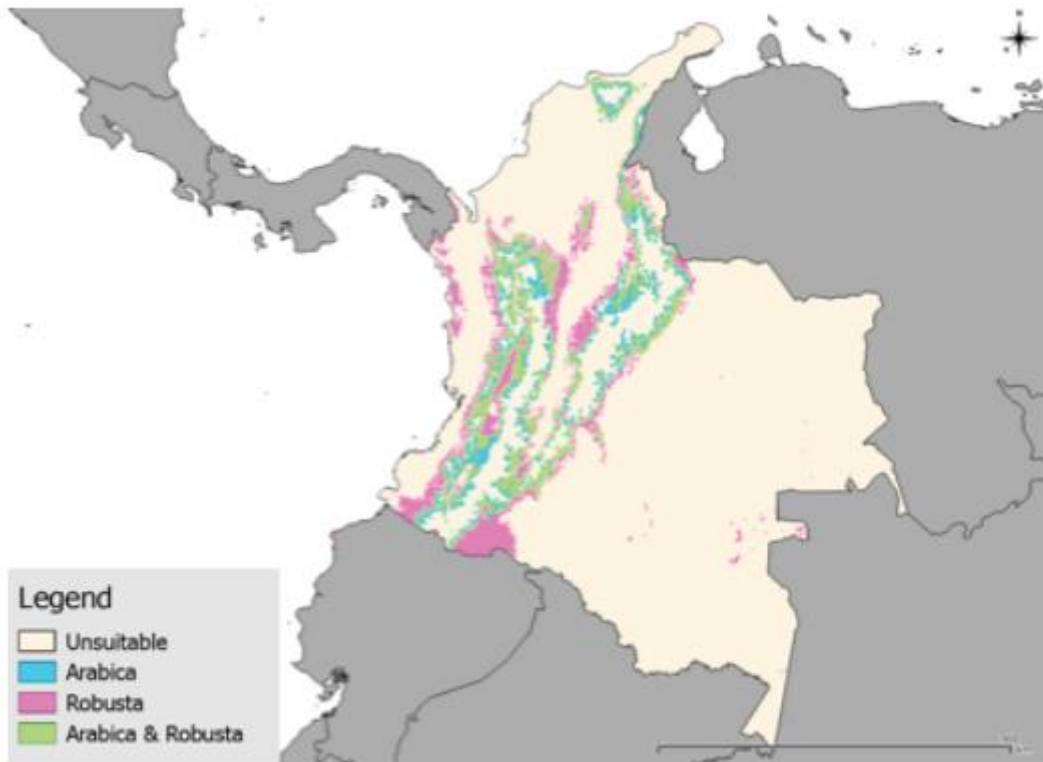 Legend
Unsuitable
Arabica
Robusta
Arabica & Robusta